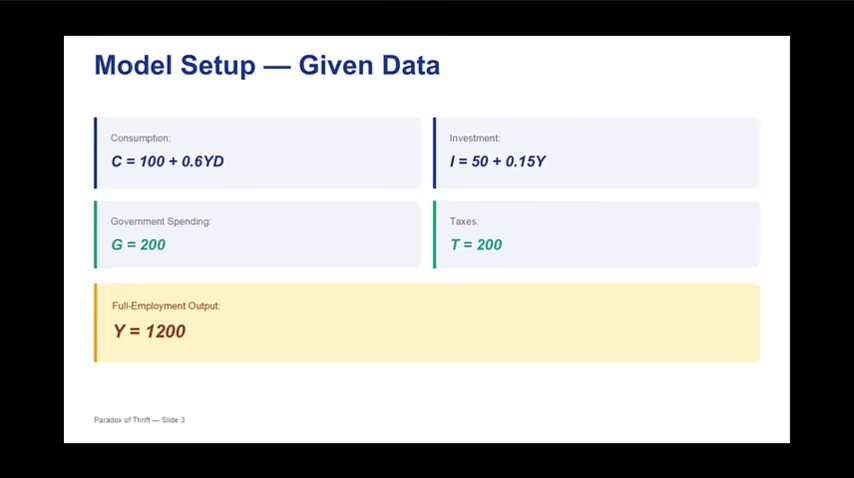 Model Setup — Given Data
Consumption:
C = 100 + 0.6YD
Investment:
I = 50 + 0.15Y
Government Spending:
G = 200
Taxes:
T = 200
Full-Employment Output:
Y = 1200
Paradox of Thrift — Slide 3